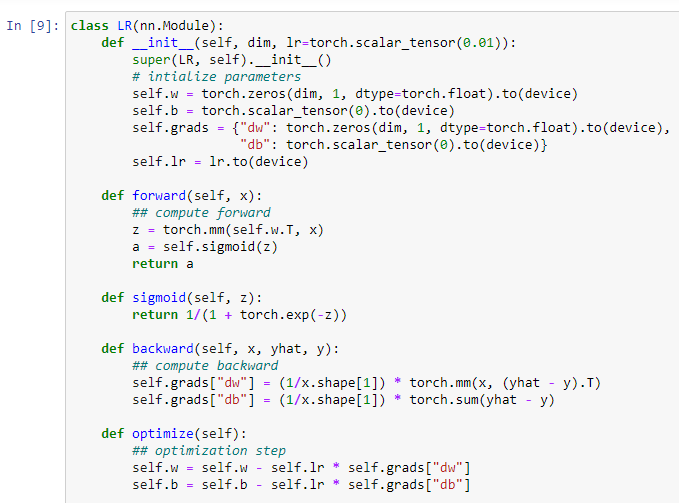 In [9]: class LR(nn.Module):
    def __init__(self, dim, lr=torch.scalar_tensor(0.01)):
        super(LR, self).__init__()
        # intialize parameters
        self.w = torch.zeros(dim, 1, dtype=torch.float).to(device)
        self.b = torch.scalar_tensor(0).to(device)
        self.grads = {"dw": torch.zeros(dim, 1, dtype=torch.float).to(device),
                      "db": torch.scalar_tensor(0).to(device)}
        self.lr = lr.to(device)

    def forward(self, x):
        ## compute forward
        z = torch.mm(self.w.T, x)
        a = self.sigmoid(z)
        return a

    def sigmoid(self, z):
        return 1/(1 + torch.exp(-z))

    def backward(self, x, yhat, y):
        ## compute backward
        self.grads["dw"] = (1/x.shape[1]) * torch.mm(x, (yhat - y).T)
        self.grads["db"] = (1/x.shape[1]) * torch.sum(yhat - y)

    def optimize(self):
        ## optimization step
        self.w = self.w - self.lr * self.grads["dw"]
        self.b = self.b - self.lr * self.grads["db"]